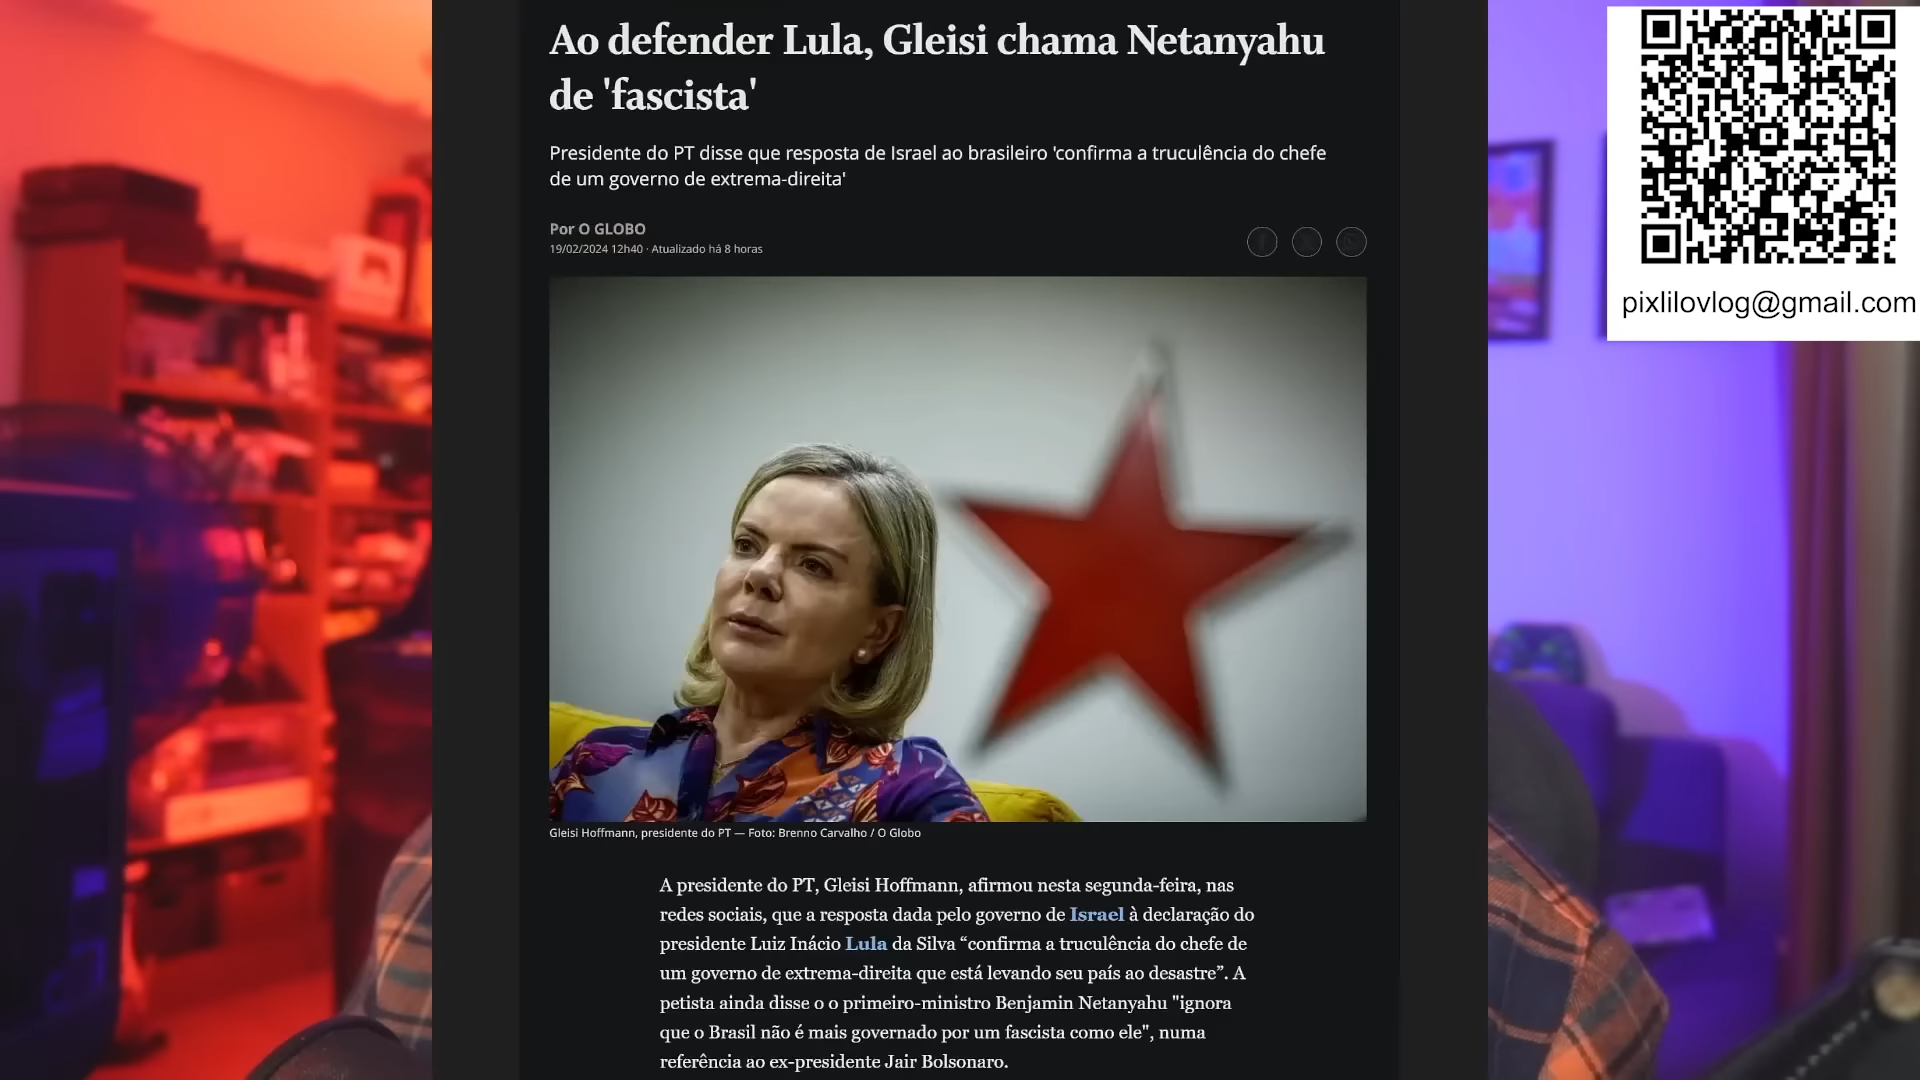 Ao defender Lula, Gleisi chama Netanyahu
de 'fascista'
Presidente do PT disse que resposta de Israel ao brasileiro 'confirma a truculência do chefe
de um governo de extrema-direita'
Por O GLOBO
19/02/2024 12h40 · Atualizado há 8 horas
pixlilovlog@gmail.com
Gleisi Hoffmann, presidente do PT — Foto: Brenno Carvalho / O Globo
A presidente do PT, Gleisi Hoffmann, afirmou nesta segunda-feira, nas
redes sociais, que a resposta dada pelo governo de Israel à declaração do
presidente Luiz Inácio Lula da Silva “confirma a truculência do chefe de
um governo de extrema-direita que está levando seu país ao desastre”. A
petista ainda disse o o primeiro-ministro Benjamin Netanyahu "ignora
que o Brasil não é mais governado por um fascista como ele", numa
referência ao ex-presidente Jair Bolsonaro.